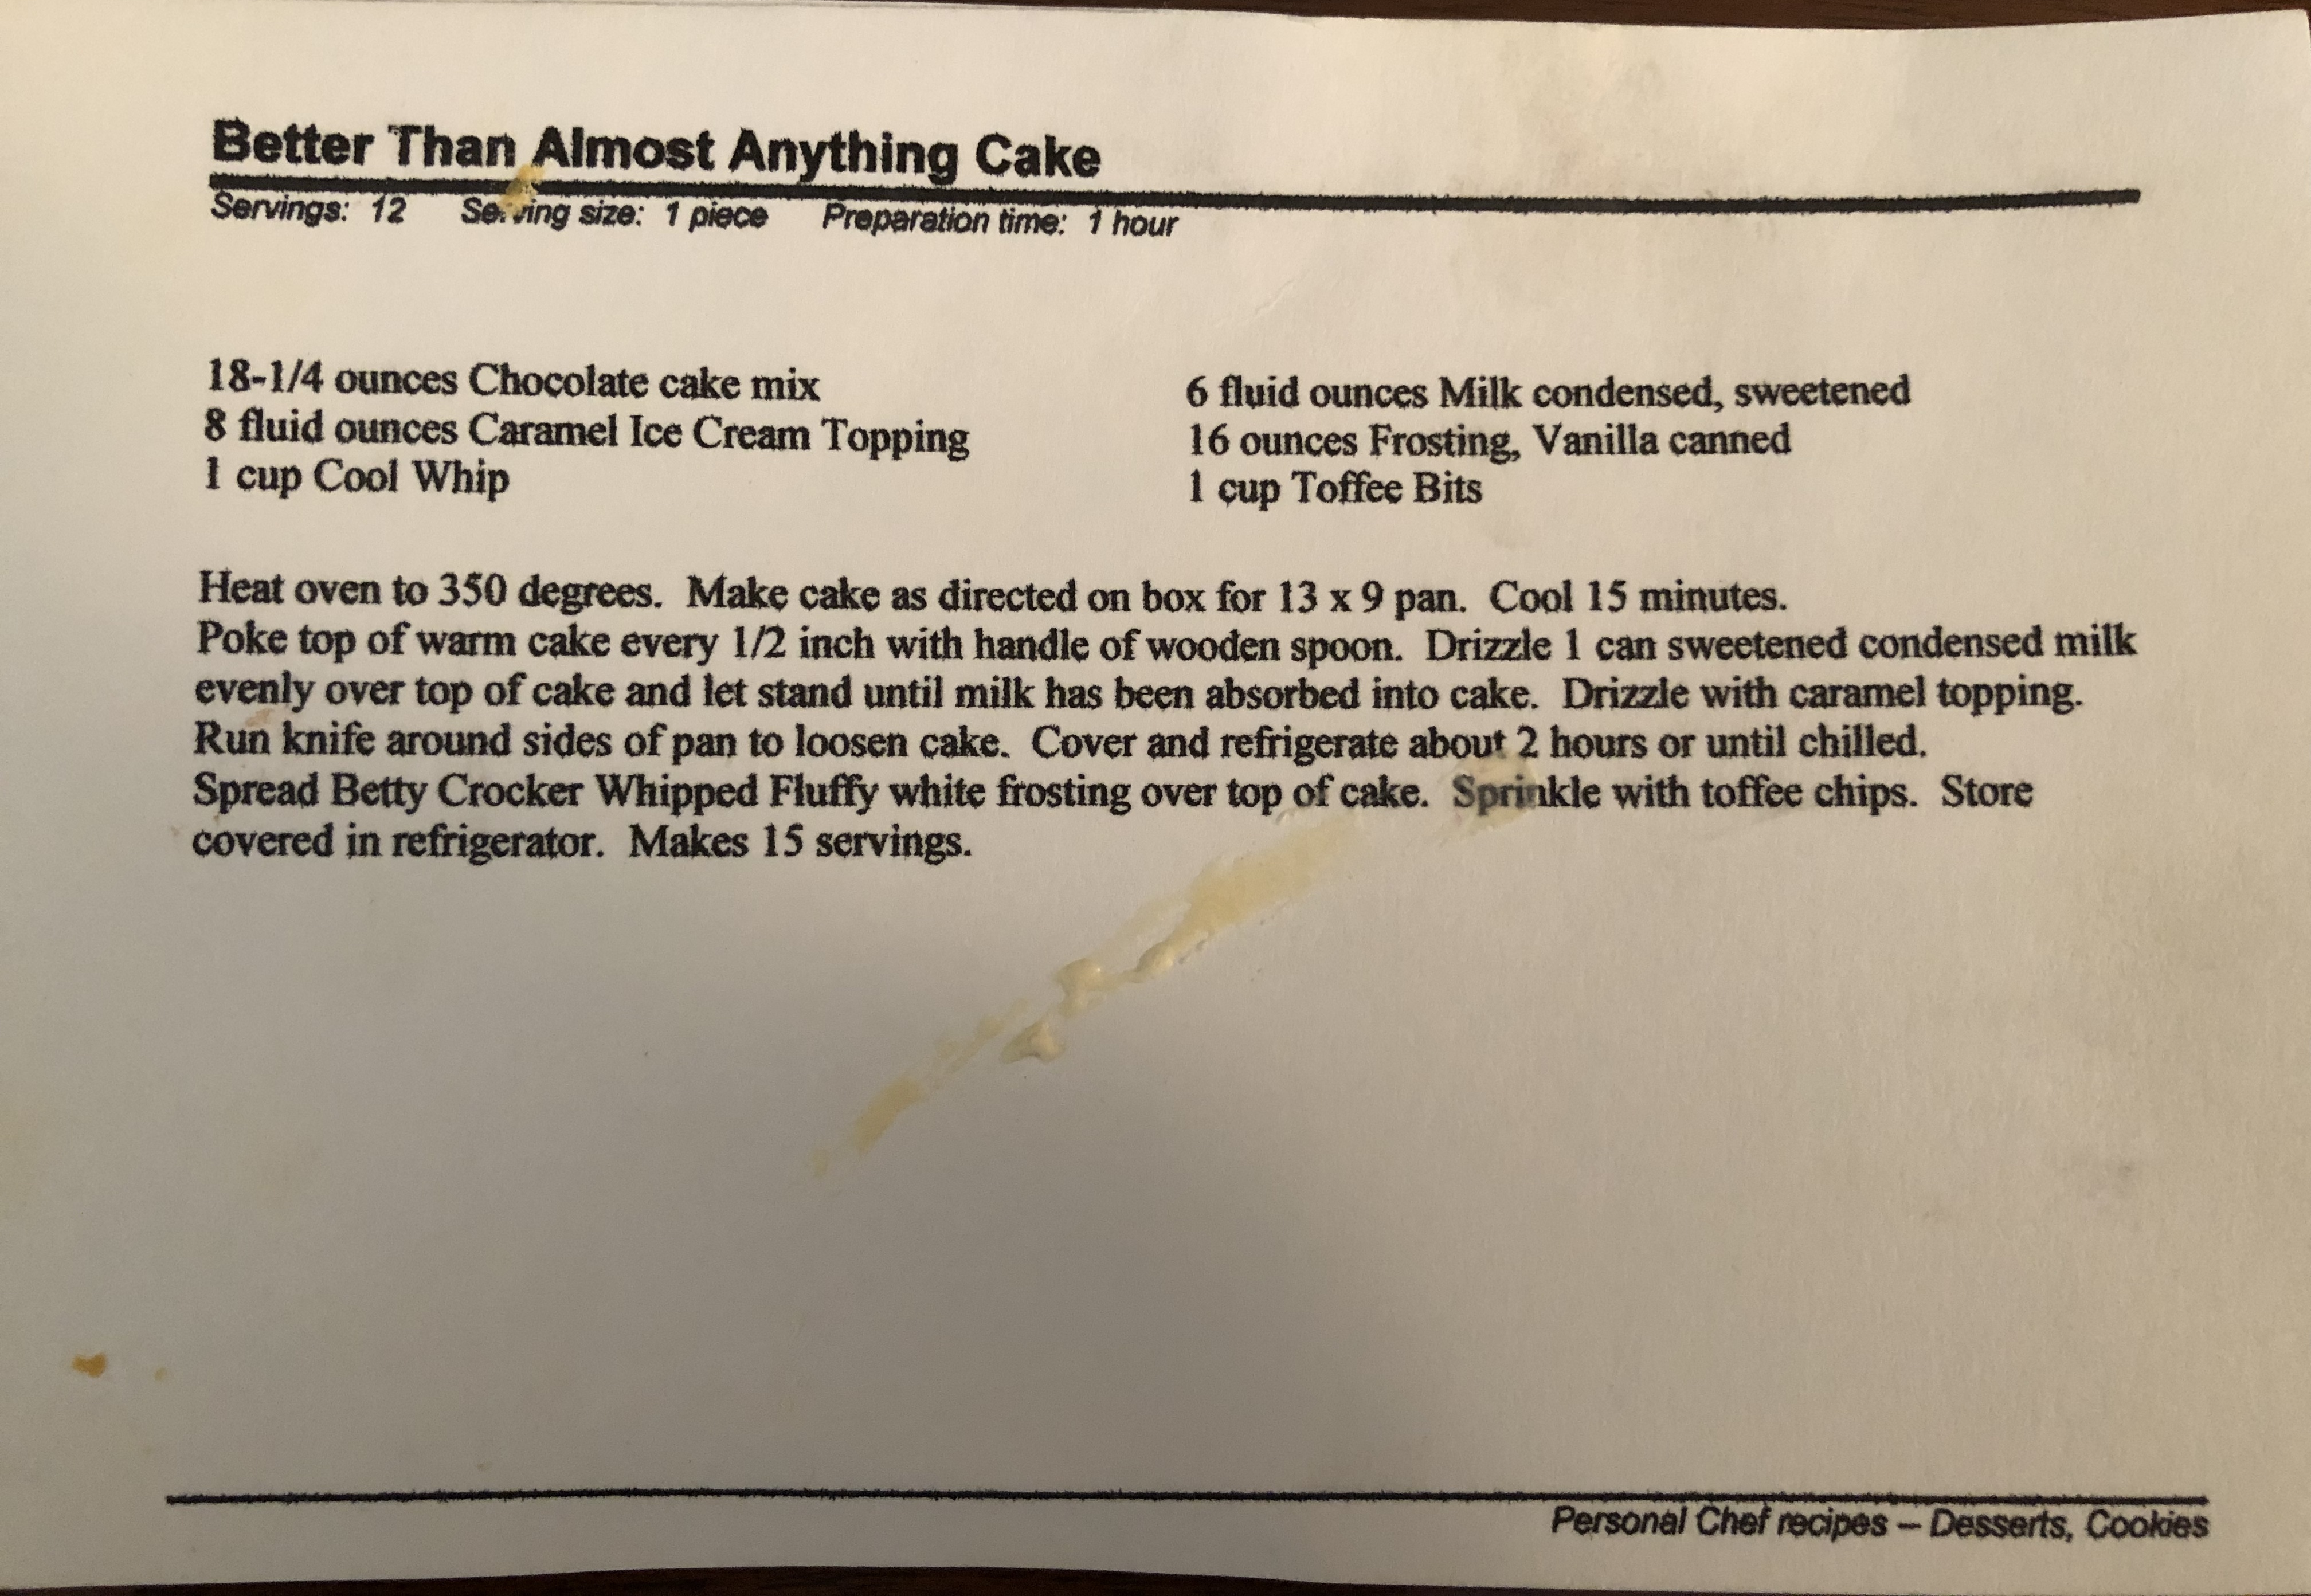 Better Than Almost Anything Cake
Servings: 12 Serving size: 1 piece Preparation time: 1 hour
18-1/4 ounces Chocolate cake mix
8 fluid ounces Caramel Ice Cream Topping
1 cup Cool Whip
6 fluid ounces Milk condensed, sweetened
16 ounces Frosting, Vanilla canned
1 cup Toffee Bits
Heat oven to 350 degrees. Make cake as directed on box for 13 x 9 pan. Cool 15 minutes.
Poke top of warm cake every 1/2 inch with handle of wooden spoon. Drizzle 1 can sweetened condensed milk
evenly over top of cake and let stand until milk has been absorbed into cake. Drizzle with caramel topping.
Run knife around sides of pan to loosen cake. Cover and refrigerate about 2 hours or until chilled.
Spread Betty Crocker Whipped Fluffy white frosting over top of cake. Sprinkle with toffee chips. Store
covered in refrigerator. Makes 15 servings.
Personal Chef recipes – Desserts, Cookies